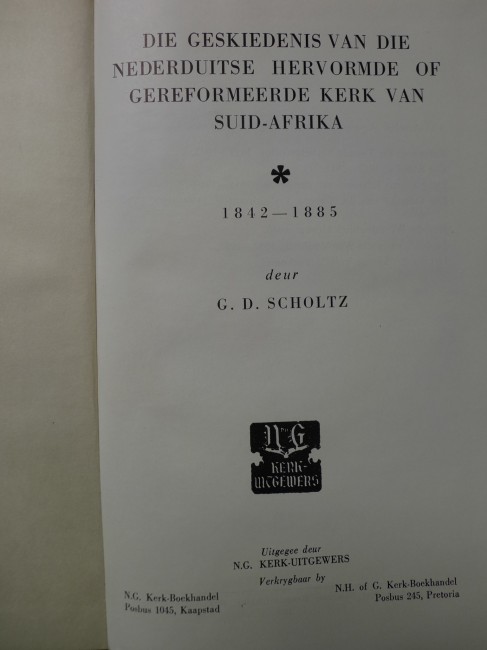 DIE GESKIEDENIS VAN DIE
NEDERDUITSE HERVORMDE OF
GEREFORMEERDE KERK VAN
SUID-AFRIKA
*
1842—1885
deur
G. D. SCHOLTZ
N G
KERK-
UITGEWERS
Uitgegee deur
N.G. KERK-UITGEWERS
Verkrygbaar by
N.G. Kerk-Boekhandel
Posbus 1045, Kaapstad
N.H. of G. Kerk-Boekhandel
Posbus 245, Pretoria